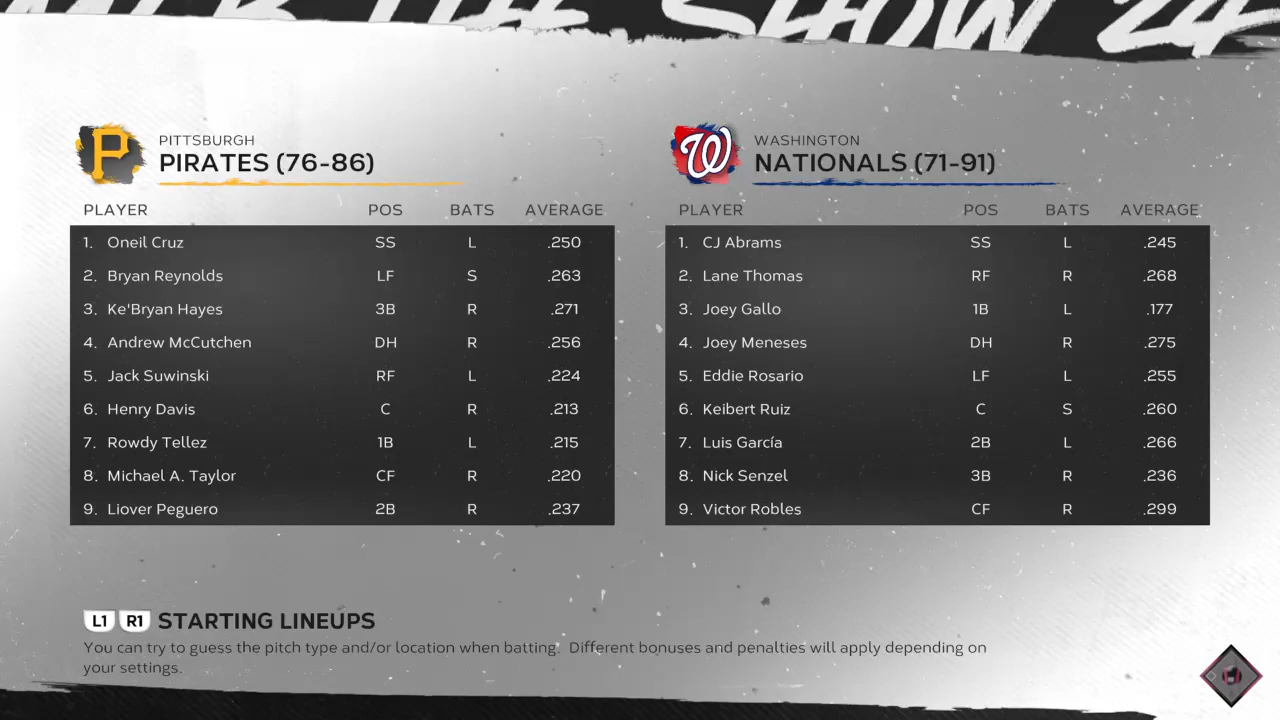 MLB THE SHOW 24
PITTSBURGH
PIRATES (76-86)
PLAYER POS BATS AVERAGE
1. Oneil Cruz SS L .250
2. Bryan Reynolds LF S .263
3. Ke'Bryan Hayes 3B R .271
4. Andrew McCutchen DH R .256
5. Jack Suwinski RF L .224
6. Henry Davis C R .213
7. Rowdy Tellez 1B L .215
8. Michael A. Taylor CF R .220
9. Liover Peguero 2B R .237
WASHINGTON
NATIONALS (71-91)
PLAYER POS BATS AVERAGE
1. CJ Abrams SS L .245
2. Lane Thomas RF R .268
3. Joey Gallo 1B L .177
4. Joey Meneses DH R .275
5. Eddie Rosario LF L .255
6. Keibert Ruiz C S .260
7. Luis García 2B L .266
8. Nick Senzel 3B R .236
9. Victor Robles CF R .299
L1 R1 STARTING LINEUPS
You can try to guess the pitch type and/or location when batting. Different bonuses and penalties will apply depending on
your settings.